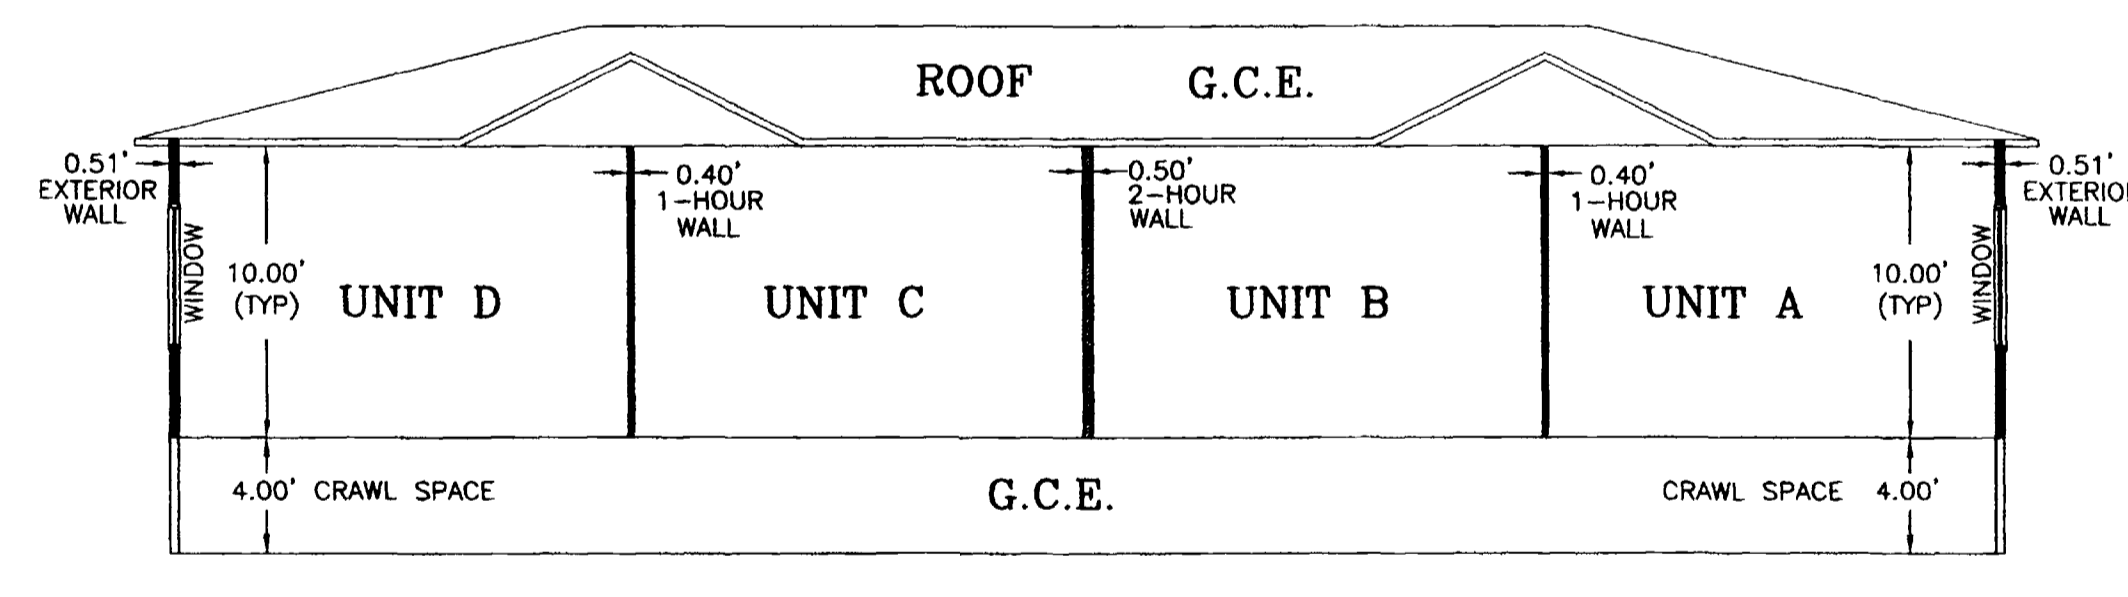 ROOF G.C.E.
0.51'
EXTERIOR
WALL
0.40'
1-HOUR
WALL
0.50'
2-HOUR
WALL
0.40'
1-HOUR
WALL
0.51'
EXTERIO
WALL
WINDOW
10.00'
(TYP)
UNIT D
UNIT C
UNIT B
UNIT A
10.00'
(TYP)
WINDOW
4.00' CRAWL SPACE
G.C.E.
CRAWL SPACE 4.00'